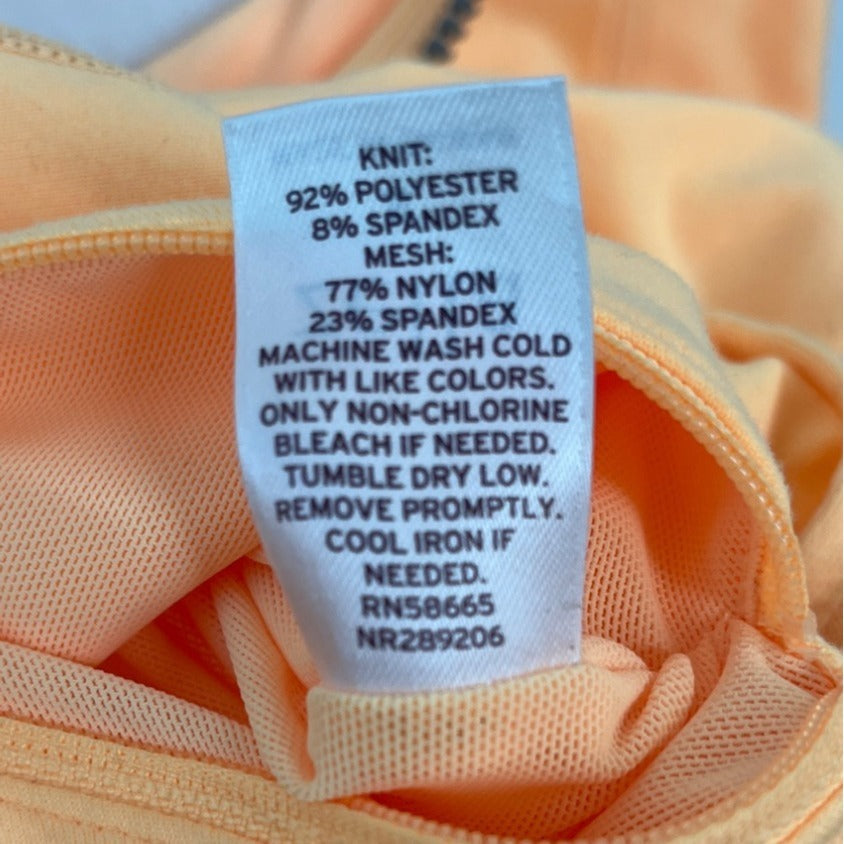 KNIT:
92% POLYESTER
8% SPANDEX
MESH:
77% NYLON
23% SPANDEX
MACHINE WASH COLD
WITH LIKE COLORS.
ONLY NON-CHLORINE
BLEACH IF NEEDED.
TUMBLE DRY LOW.
REMOVE PROMPTLY.
COOL IRON IF
NEEDED.
RN58665
NR289206